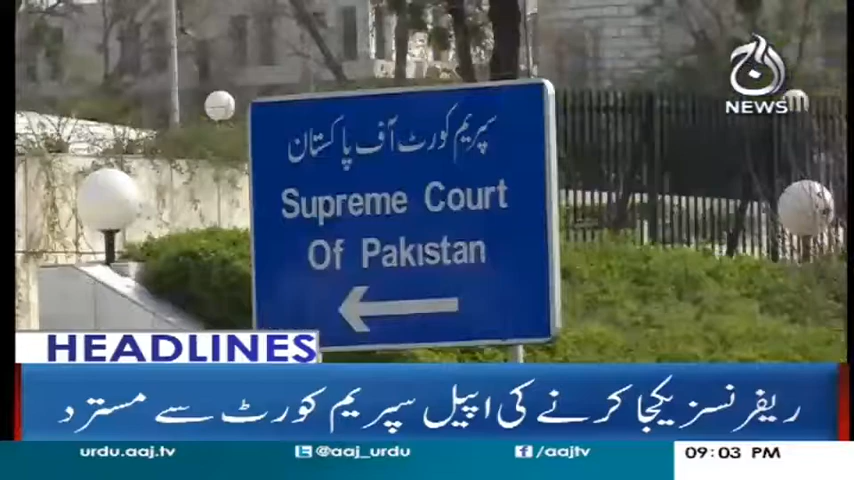 آج
NEWS
سپریم کورٹ آف پاکستان
Supreme Court
Of Pakistan
HEADLINES
ریفرنسز یکجا کرنے کی اپیل سپریم کورٹ سے مسترد
urdu.aaj.tv @aaj_urdu /aajtv 09:03 PM